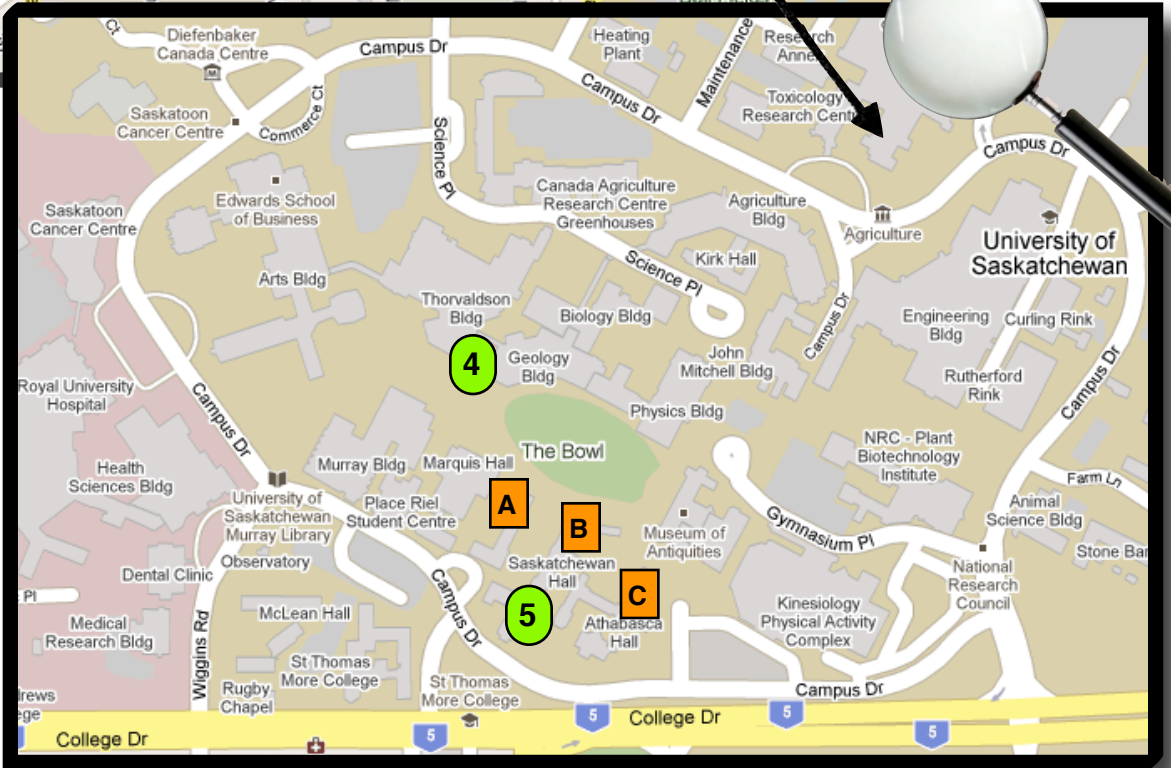 Ct
Diefenbaker
Canada Centre
Campus Dr
Heating
Plant
Maintenance
Research
Annex
Campus Dr
Toxicology
Research Centre
Saskatoon
Cancer Centre
Commerce Ct
Science Pl
Campus Dr
Edwards School
of Business
Canada Agriculture
Research Centre
Greenhouses
Agriculture
Bldg
Agriculture
Saskatoon
Cancer Centre
University of
Saskatchewan
Arts Bldg
Kirk Hall
Science Pl
Thorvaldson
Bldg
Biology Bldg
Campus Dr
Engineering
Bldg
Curling Rink
4
Geology
Bldg
John
Mitchell Bldg
Rutherford
Rink
Campus Dr
Royal University
Hospital
Campus Dr
Physics Bldg
The Bowl
NRC - Plant
Biotechnology
Institute
Health
Sciences Bldg
Murray Bldg
Marquis Hall
Farm Ln
University of
Saskatchewan
Murray Library
Place Riel
Student Centre
A
B
Museum of
Antiquities
Gymnasium Pl
Animal
Science Bldg
Stone Bar
Observatory
Dental Clinic
Saskatchewan
Hall
National
Research
Council
Pl
Campus Dr
5
C
Athabasca
Hall
Kinesiology
Physical Activity
Complex
McLean Hall
Medical
Research Bldg
Wiggins Rd
St Thomas
More College
Rugby
Chapel
St Thomas
More College
Campus Dr
drews
ege
5
5
5
5
College Dr
College Dr